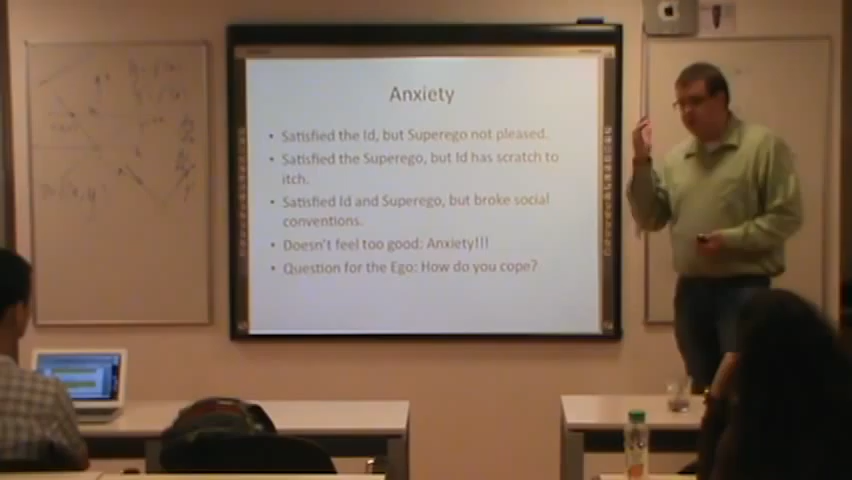 Anxiety
• Satisfied the Id, but Superego not pleased.
• Satisfied the Superego, but Id has scratch to
itch.
• Satisfied Id and Superego, but broke social
conventions.
• Doesn't feel too good: Anxiety!!!
• Question for the Ego: How do you cope?